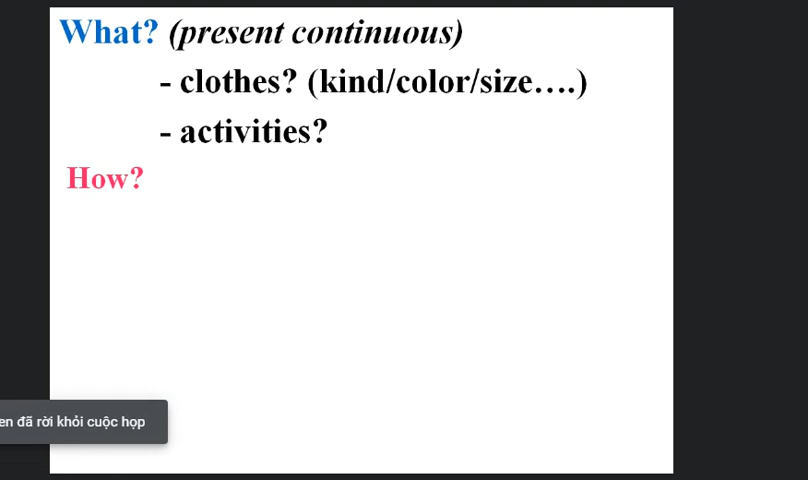 What? (present continuous)
- clothes? (kind/color/size….)
- activities?
How?
en đã rời khỏi cuộc họp